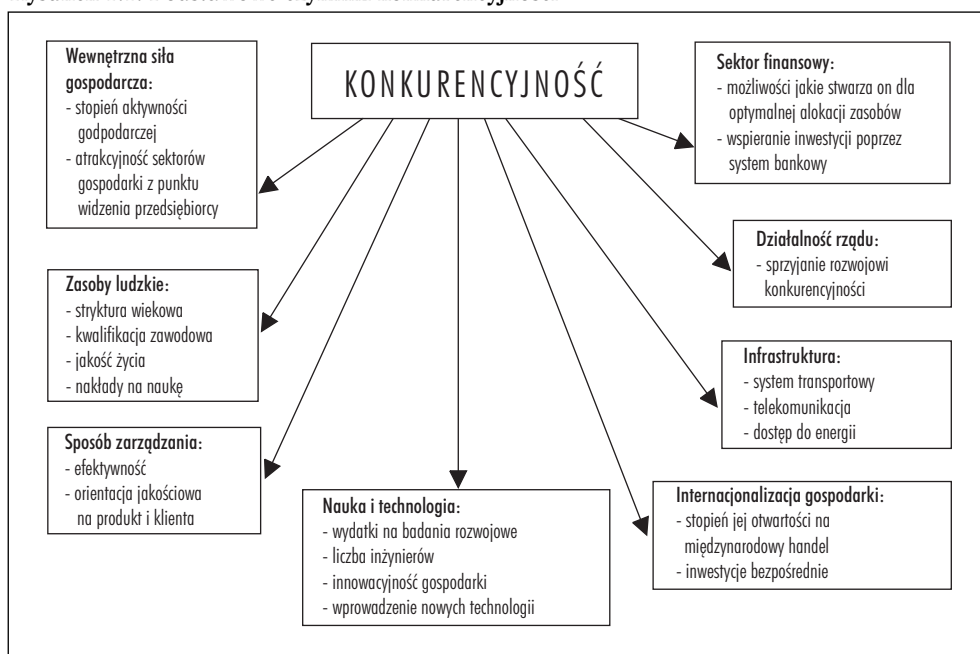 KONKURENCYJNOŚĆ
Wewnętrzna siła
gospodarcza:
- stopień aktywności
godpodarczej
- atrakcyjność sektorów
gospodarki z punktu
widzenia przedsiębiorcy
Zasoby ludzkie:
- stryktura wiekowa
- kwalifikacja zawodowa
- jakość życia
- nakłady na naukę
Sposób zarządzania:
- efektywność
- orientacja jakościowa
na produkt i klienta
Nauka i technologia:
- wydatki na badania rozwojowe
- liczba inżynierów
- innowacyjność gospodarki
- wprowadzenie nowych technologii
Sektor finansowy:
- możliwości jakie stwarza on dla
optymalnej alokacji zasobów
- wspieranie inwestycji poprzez
system bankowy
Działalność rządu:
- sprzyjanie rozwojowi
konkurencyjności
Infrastruktura:
- system transportowy
- telekomunikacja
- dostęp do energii
Internacjonalizacja gospodarki:
- stopień jej otwartości na
międzynarodowy handel
- inwestycje bezpośrednie